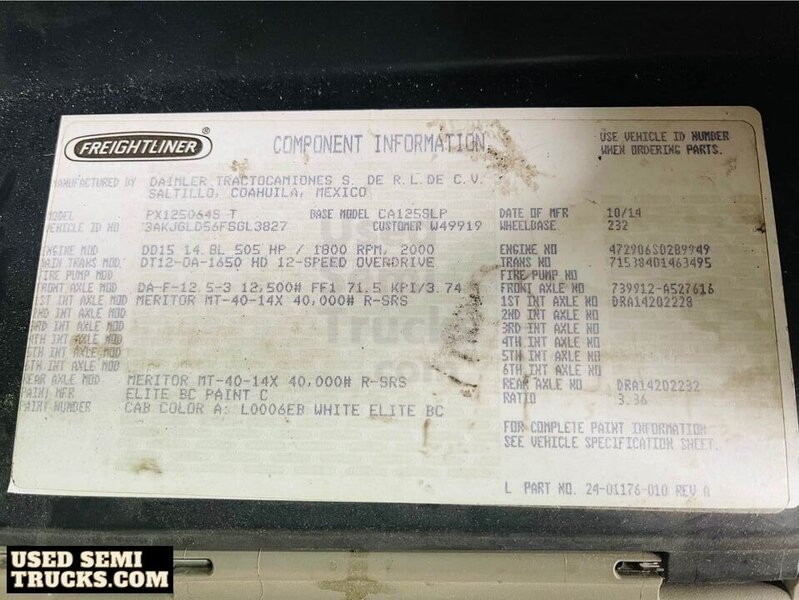 FREIGHTLINER ®
COMPONENT INFORMATION
USE VEHICLE ID NUMBER
WHEN ORDERING PARTS.
MANUFACTURED BY DAIMLER TRACTOCAMIONES S. DE R.L.DE C.V.
SALTILLO, COAHUILA, MEXICO
MODEL PX125064S T BASE MODEL CA125SLP DATE OF MFR 10/14
VEHICLE ID NO 3AKJGLD56FSGL3827 CUSTOMER W49919 WHEELBASE 232
ENGINE MOD DD15 14.8L 505 HP / 1800 RPM, 2000 ENGINE NO 472906S0289949
MAIN TRANS MOD DT12-OA-1650 HD 12-SPEED OVERDRIVE TRANS NO 71538401463495
FIRE PUMP MOD FIRE PUMP NO
FRONT AXLE MOD DA-F-12.5-3 12,500# FF1 71.5 KPI/3.74 FRONT AXLE NO 739912-A527616
1ST INT AXLE MOD MERITOR MT-40-14X 40,000# R-SRS 1ST INT AXLE NO DRA14202228
2ND INT AXLE MOD 2ND INT AXLE NO
3RD INT AXLE MOD 3RD INT AXLE NO
4TH INT AXLE MOD 4TH INT AXLE NO
5TH INT AXLE MOD 5TH INT AXLE NO
6TH INT AXLE MOD 6TH INT AXLE NO
REAR AXLE MOD MERITOR MT-40-14X 40,000# R-SRS REAR AXLE NO DRA14202232
PAINT MFR ELITE BC PAINT C RATIO 3.36
PAINT NUMBER CAB COLOR A: L0006EB WHITE ELITE BC
FOR COMPLETE PAINT INFORMATION
SEE VEHICLE SPECIFICATION SHEET.
L PART NO. 24-01176-010 REV A
Used
Trucks
.com
USED SEMI
TRUCKS.COM